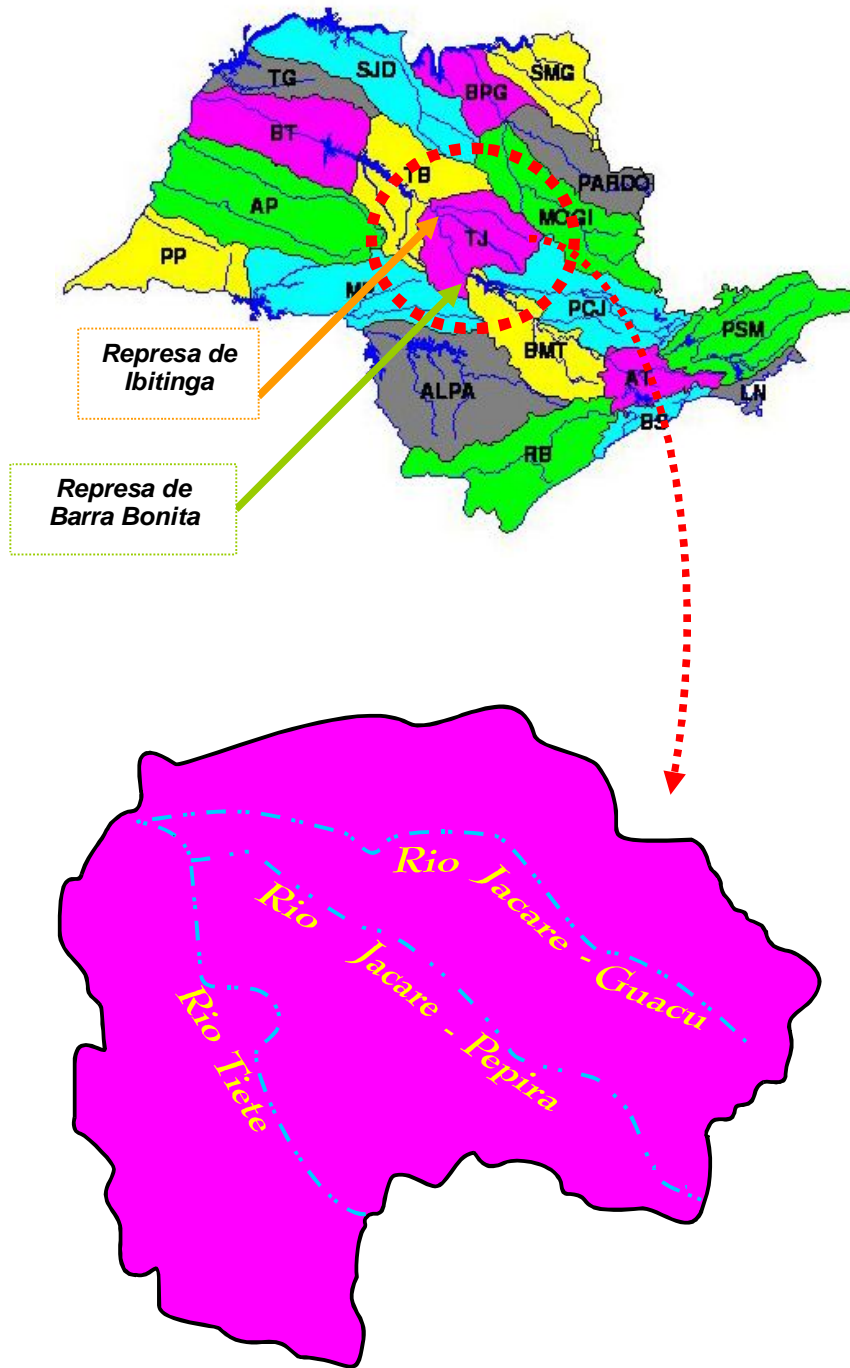 SJD
SMG
TG
BPG
BT
TB
PARDO
AP
MOGI
TJ
PP
M
PCJ
PSM
BMT
ALPA
AT
LN
BS
RB
Represa de
Ibitinga
Represa de
Barra Bonita
Rio Jacare - Guacu
Rio Jacare - Pepira
Rio Tiete